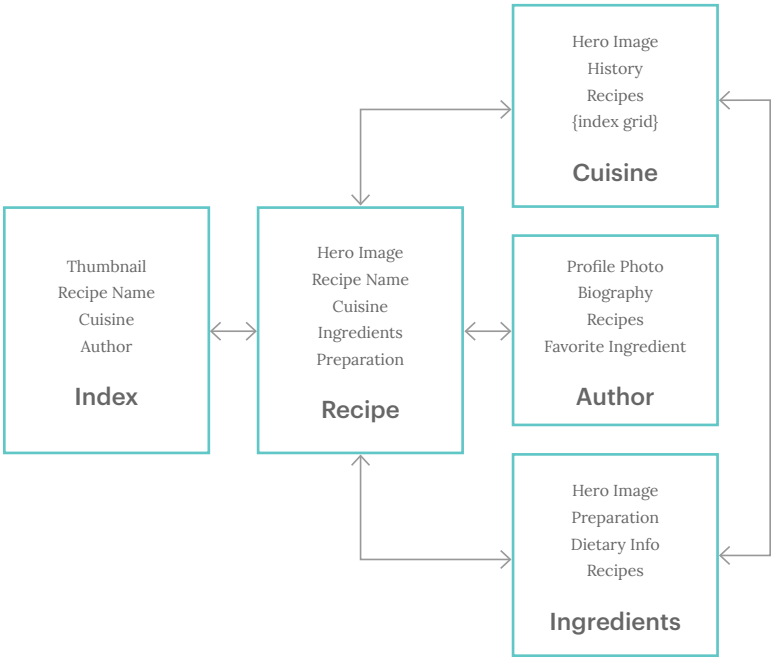 Thumbnail
Recipe Name
Cuisine
Author
Index
Hero Image
Recipe Name
Cuisine
Ingredients
Preparation
Recipe
Hero Image
History
Recipes
{index grid}
Cuisine
Profile Photo
Biography
Recipes
Favorite Ingredient
Author
Hero Image
Preparation
Dietary Info
Recipes
Ingredients